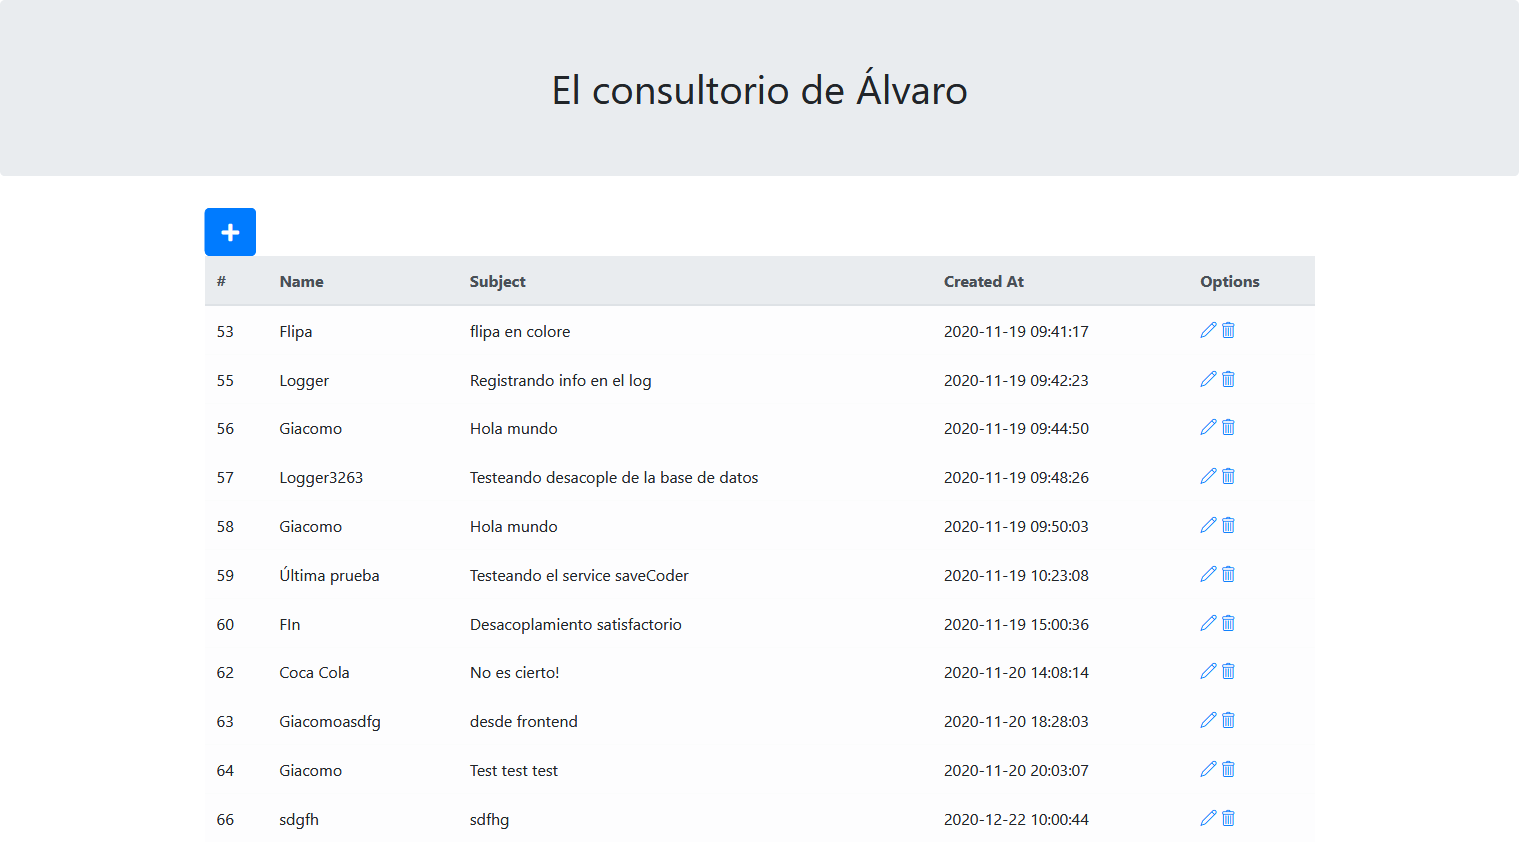 El consultorio de Álvaro
+
# Name Subject Created At Options
53 Flipa flipa en colore 2020-11-19 09:41:17
55 Logger Registrando info en el log 2020-11-19 09:42:23
56 Giacomo Hola mundo 2020-11-19 09:44:50
57 Logger3263 Testeando desacople de la base de datos 2020-11-19 09:48:26
58 Giacomo Hola mundo 2020-11-19 09:50:03
59 Última prueba Testeando el service saveCoder 2020-11-19 10:23:08
60 FIn Desacoplamiento satisfactorio 2020-11-19 15:00:36
62 Coca Cola No es cierto! 2020-11-20 14:08:14
63 Giacomoasdfg desde frontend 2020-11-20 18:28:03
64 Giacomo Test test test 2020-11-20 20:03:07
66 sdgfh sdfhg 2020-12-22 10:00:44